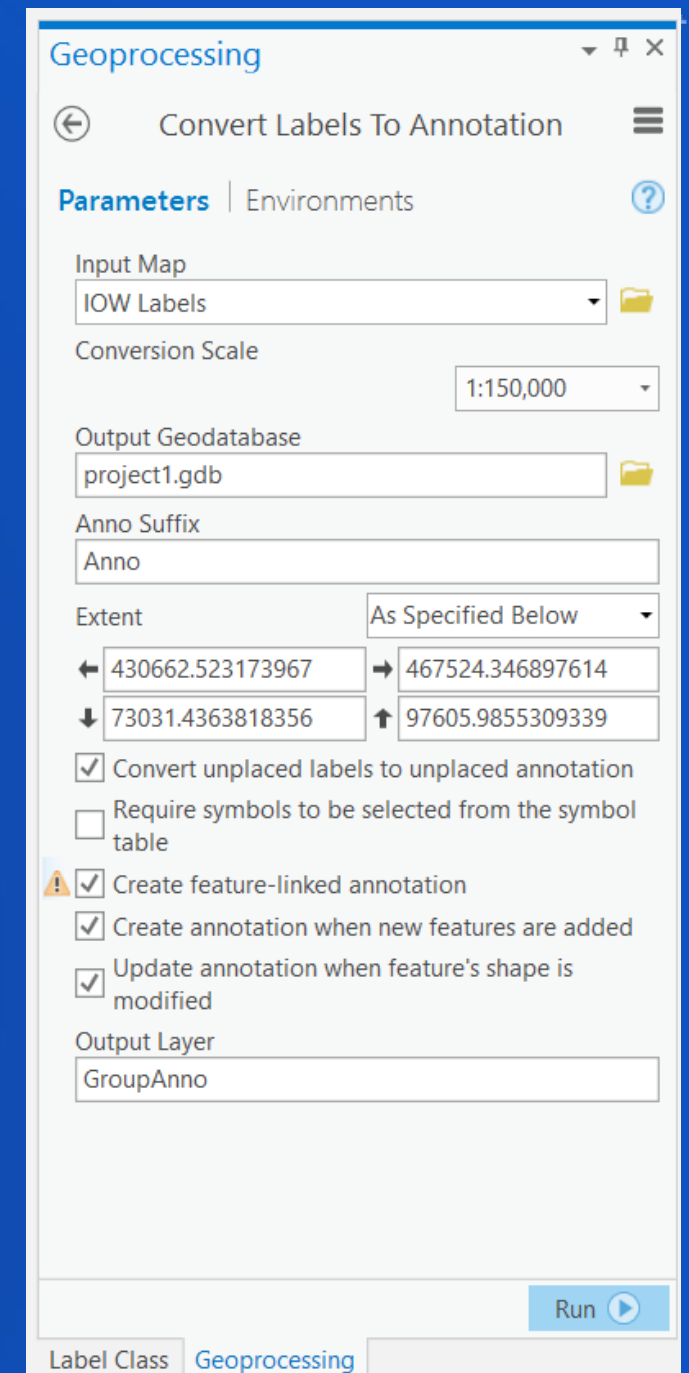 Geoprocessing
Convert Labels To Annotation
Parameters Environments
Input Map
IOW Labels
Conversion Scale
1:150,000
Output Geodatabase
project1.gdb
Anno Suffix
Anno
Extent As Specified Below
430662.523173967 467524.346897614
73031.4363818356 97605.9855309339
Convert unplaced labels to unplaced annotation
Require symbols to be selected from the symbol
table
Create feature-linked annotation
Create annotation when new features are added
Update annotation when feature's shape is
modified
Output Layer
GroupAnno
Run
Label Class Geoprocessing